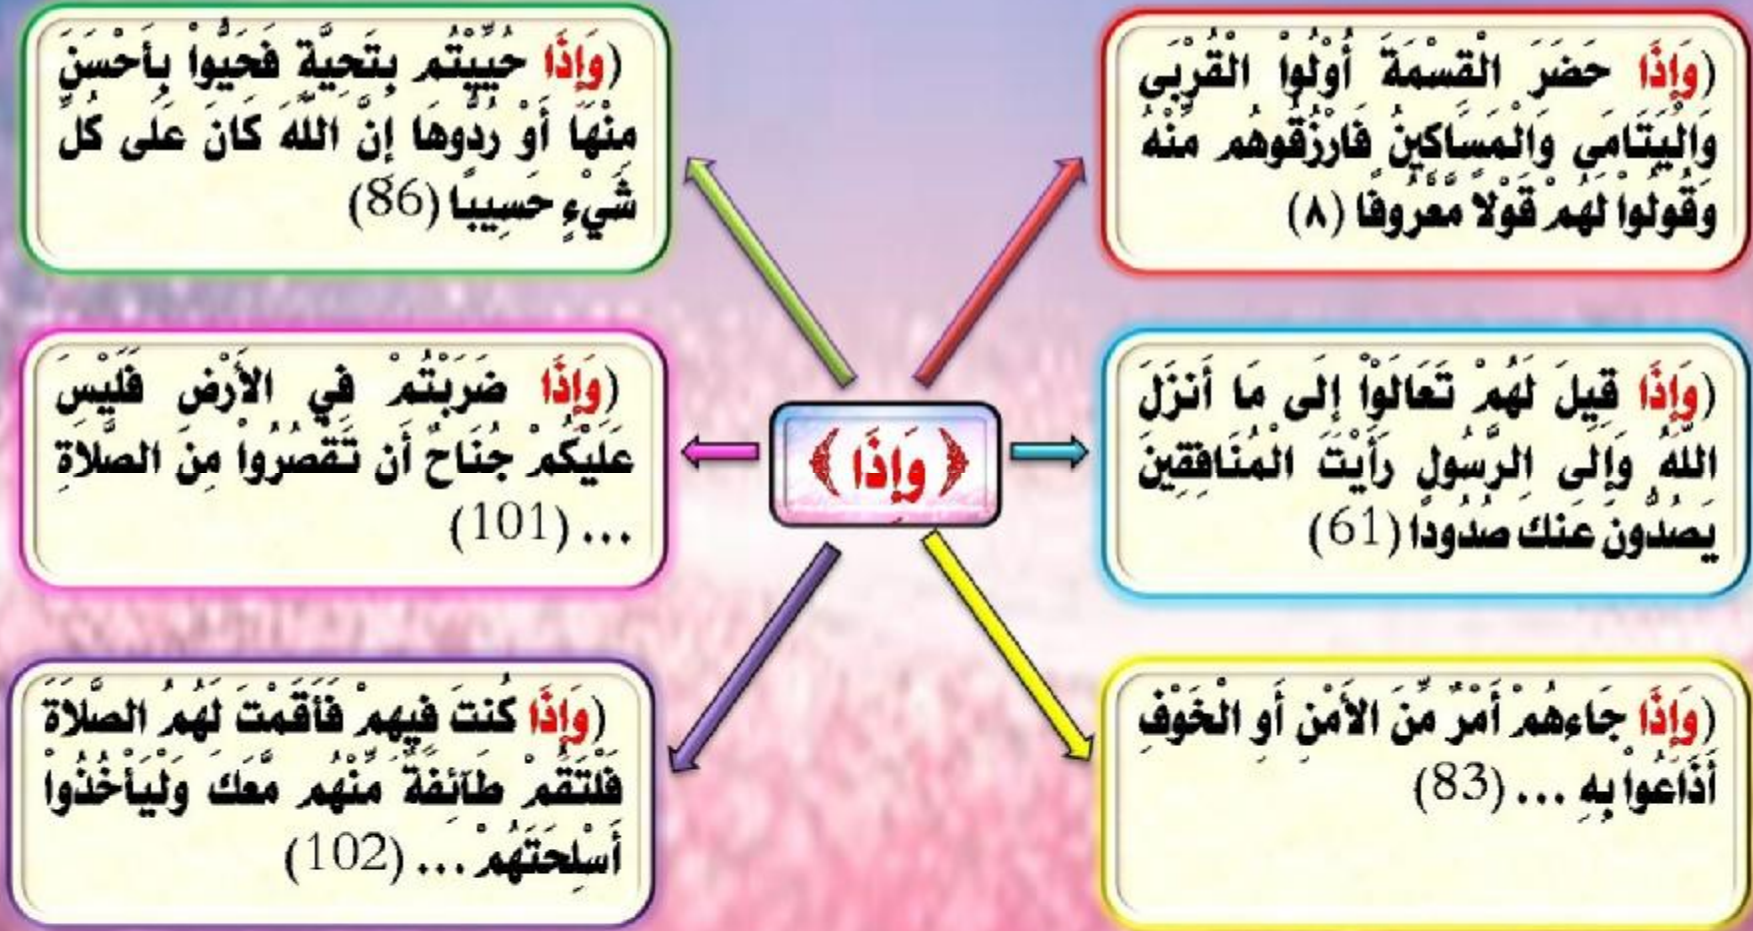 (وَإِذَا حَضَرَ الْقِسْمَةَ أُوْلُواْ الْقُرْبَى
وَالْيَتَامَى وَالْمَسَاكِينُ فَارْزُقُوهُم مِّنْهُ
وَقُولُواْ لَهُمْ قَوْلاً مَّعْرُوفًا (٨)
(وَإِذَا قِيلَ لَهُمْ تَعَالَوْاْ إِلَى مَا أَنزَلَ
اللّهُ وَإِلَى الرَّسُولِ رَأَيْتَ الْمُنَافِقِينَ
يَصُدُّونَ عَنكَ صُدُودًا (61)
(وَإِذَا جَاءهُمْ أَمْرٌ مِّنَ الأَمْنِ أَوِ الْخَوْفِ
أَذَاعُواْ بِهِ ... (83)
﴿ وَإِذَا ﴾
(وَإِذَا حُيِّيْتُم بِتَحِيَّةٍ فَحَيُّواْ بِأَحْسَنَ
مِنْهَا أَوْ رُدُّوهَا إِنَّ اللّهَ كَانَ عَلَى كُلِّ
شَيْءٍ حَسِيبًا (86)
(وَإِذَا ضَرَبْتُمْ فِي الأَرْضِ فَلَيْسَ
عَلَيْكُمْ جُنَاحٌ أَن تَقْصُرُواْ مِنَ الصَّلاَةِ
... (101)
(وَإِذَا كُنتَ فِيهِمْ فَأَقَمْتَ لَهُمُ الصَّلاَةَ
فَلْتَقُمْ طَآئِفَةٌ مِّنْهُم مَّعَكَ وَلْيَأْخُذُواْ
أَسْلِحَتَهُمْ ... (102)